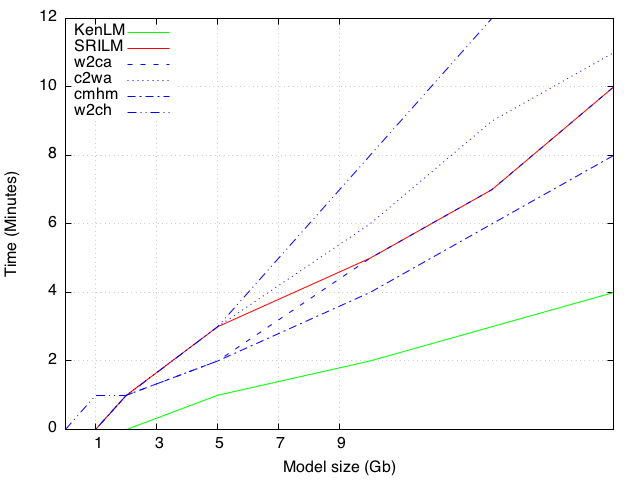 12
10
8
6
4
2
0
Time (Minutes)
KenLM
SRILM
w2ca
c2wa
cmhm
w2ch
1 3 5 7 9
Model size (Gb)